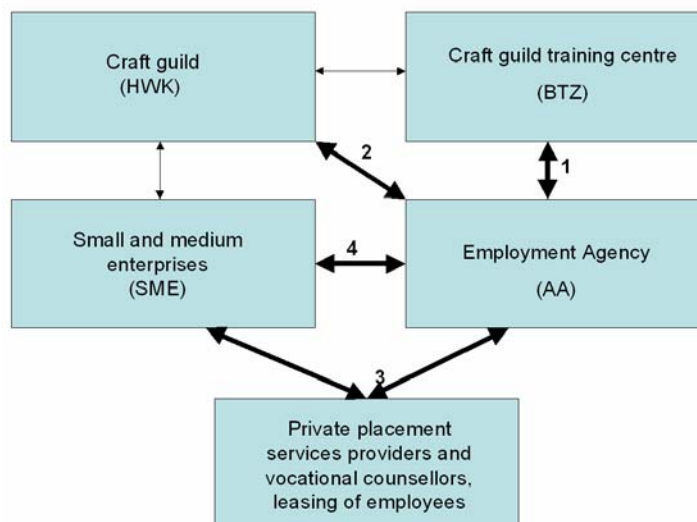 Craft guild
(HWK)
Craft guild training centre
(BTZ)
2
1
Small and medium
enterprises
(SME)
4
Employment Agency
(AA)
3
Private placement
services providers and
vocational counsellors,
leasing of employees